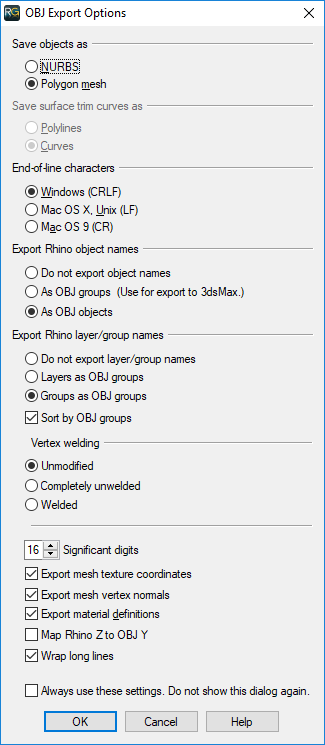 RG OBJ Export Options
Save objects as
NURBS
Polygon mesh
Save surface trim curves as
Polylines
Curves
End-of-line characters
Windows (CRLF)
Mac OS X, Unix (LF)
Mac OS 9 (CR)
Export Rhino object names
Do not export object names
As OBJ groups (Use for export to 3dsMax.)
As OBJ objects
Export Rhino layer/group names
Do not export layer/group names
Layers as OBJ groups
Groups as OBJ groups
Sort by OBJ groups
Vertex welding
Unmodified
Completely unwelded
Welded
16 Significant digits
Export mesh texture coordinates
Export mesh vertex normals
Export material definitions
Map Rhino Z to OBJ Y
Wrap long lines
Always use these settings. Do not show this dialog again.
OK Cancel Help